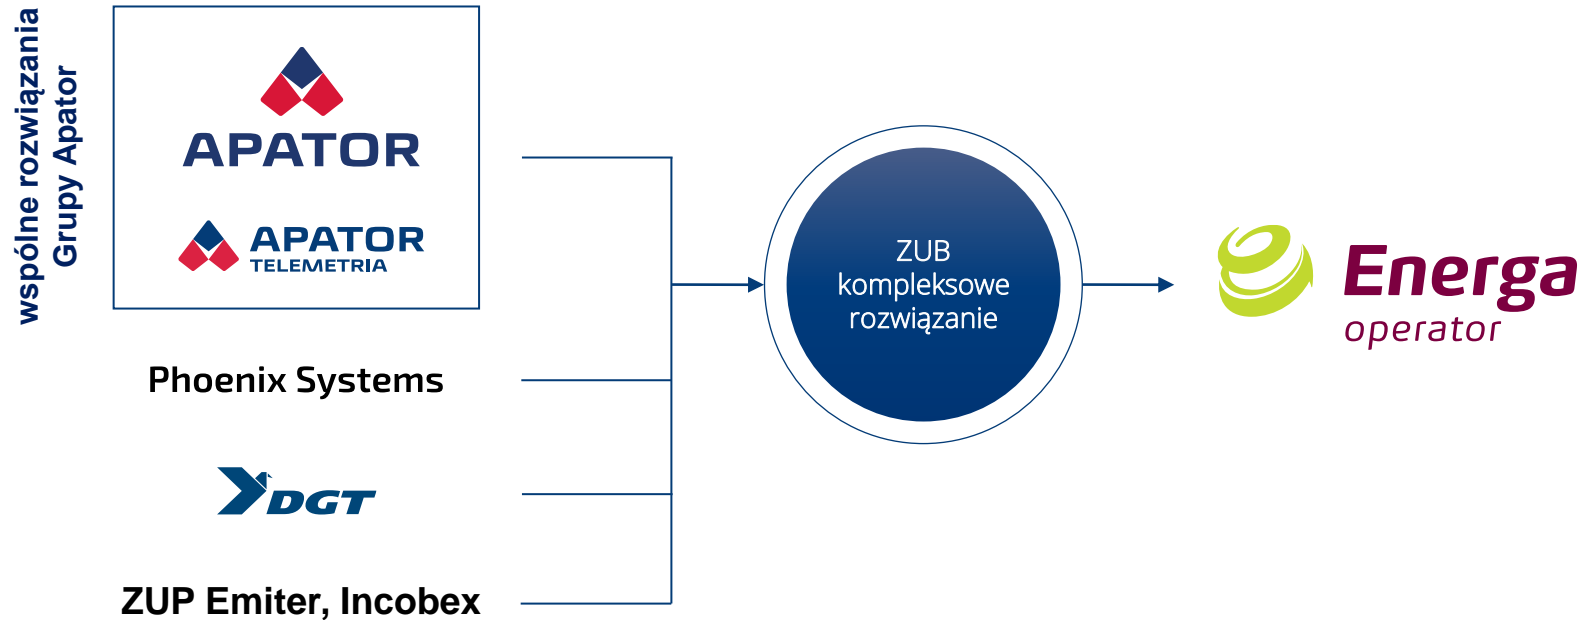 wspólne rozwiązania
Grupy Apator
APATOR
APATOR
TELEMETRIA
Phoenix Systems
DGT
ZUP Emiter, Incobex
ZUB
kompleksowe
rozwiązanie
Energa
operator